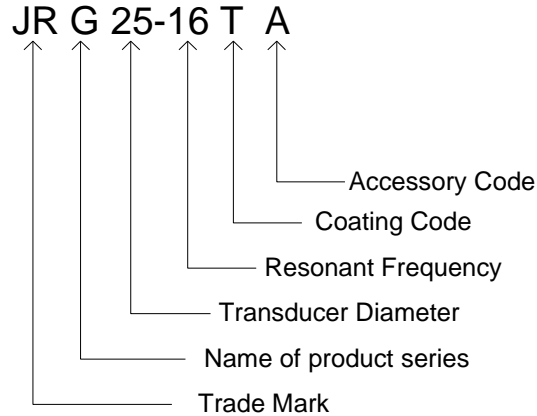 JR G 25-16 T A
Accessory Code
Coating Code
Resonant Frequency
Transducer Diameter
Name of product series
Trade Mark